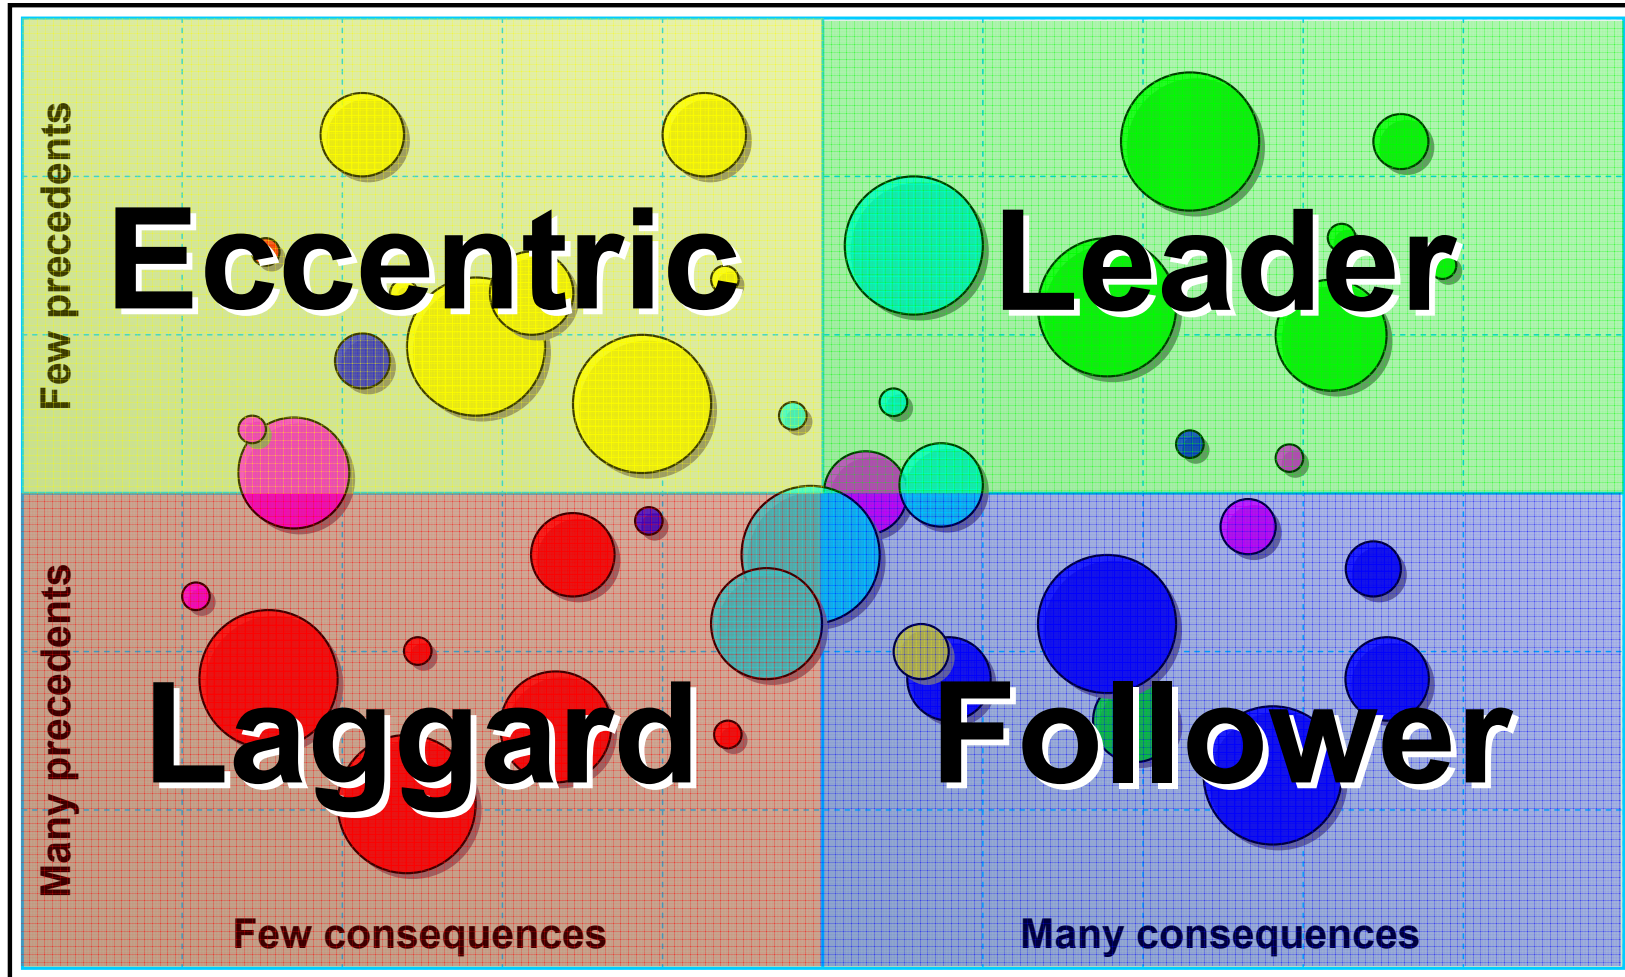 Few precedents
Eccentric
Leader
Many precedents
Laggard
Follower
Few consequences
Many consequences